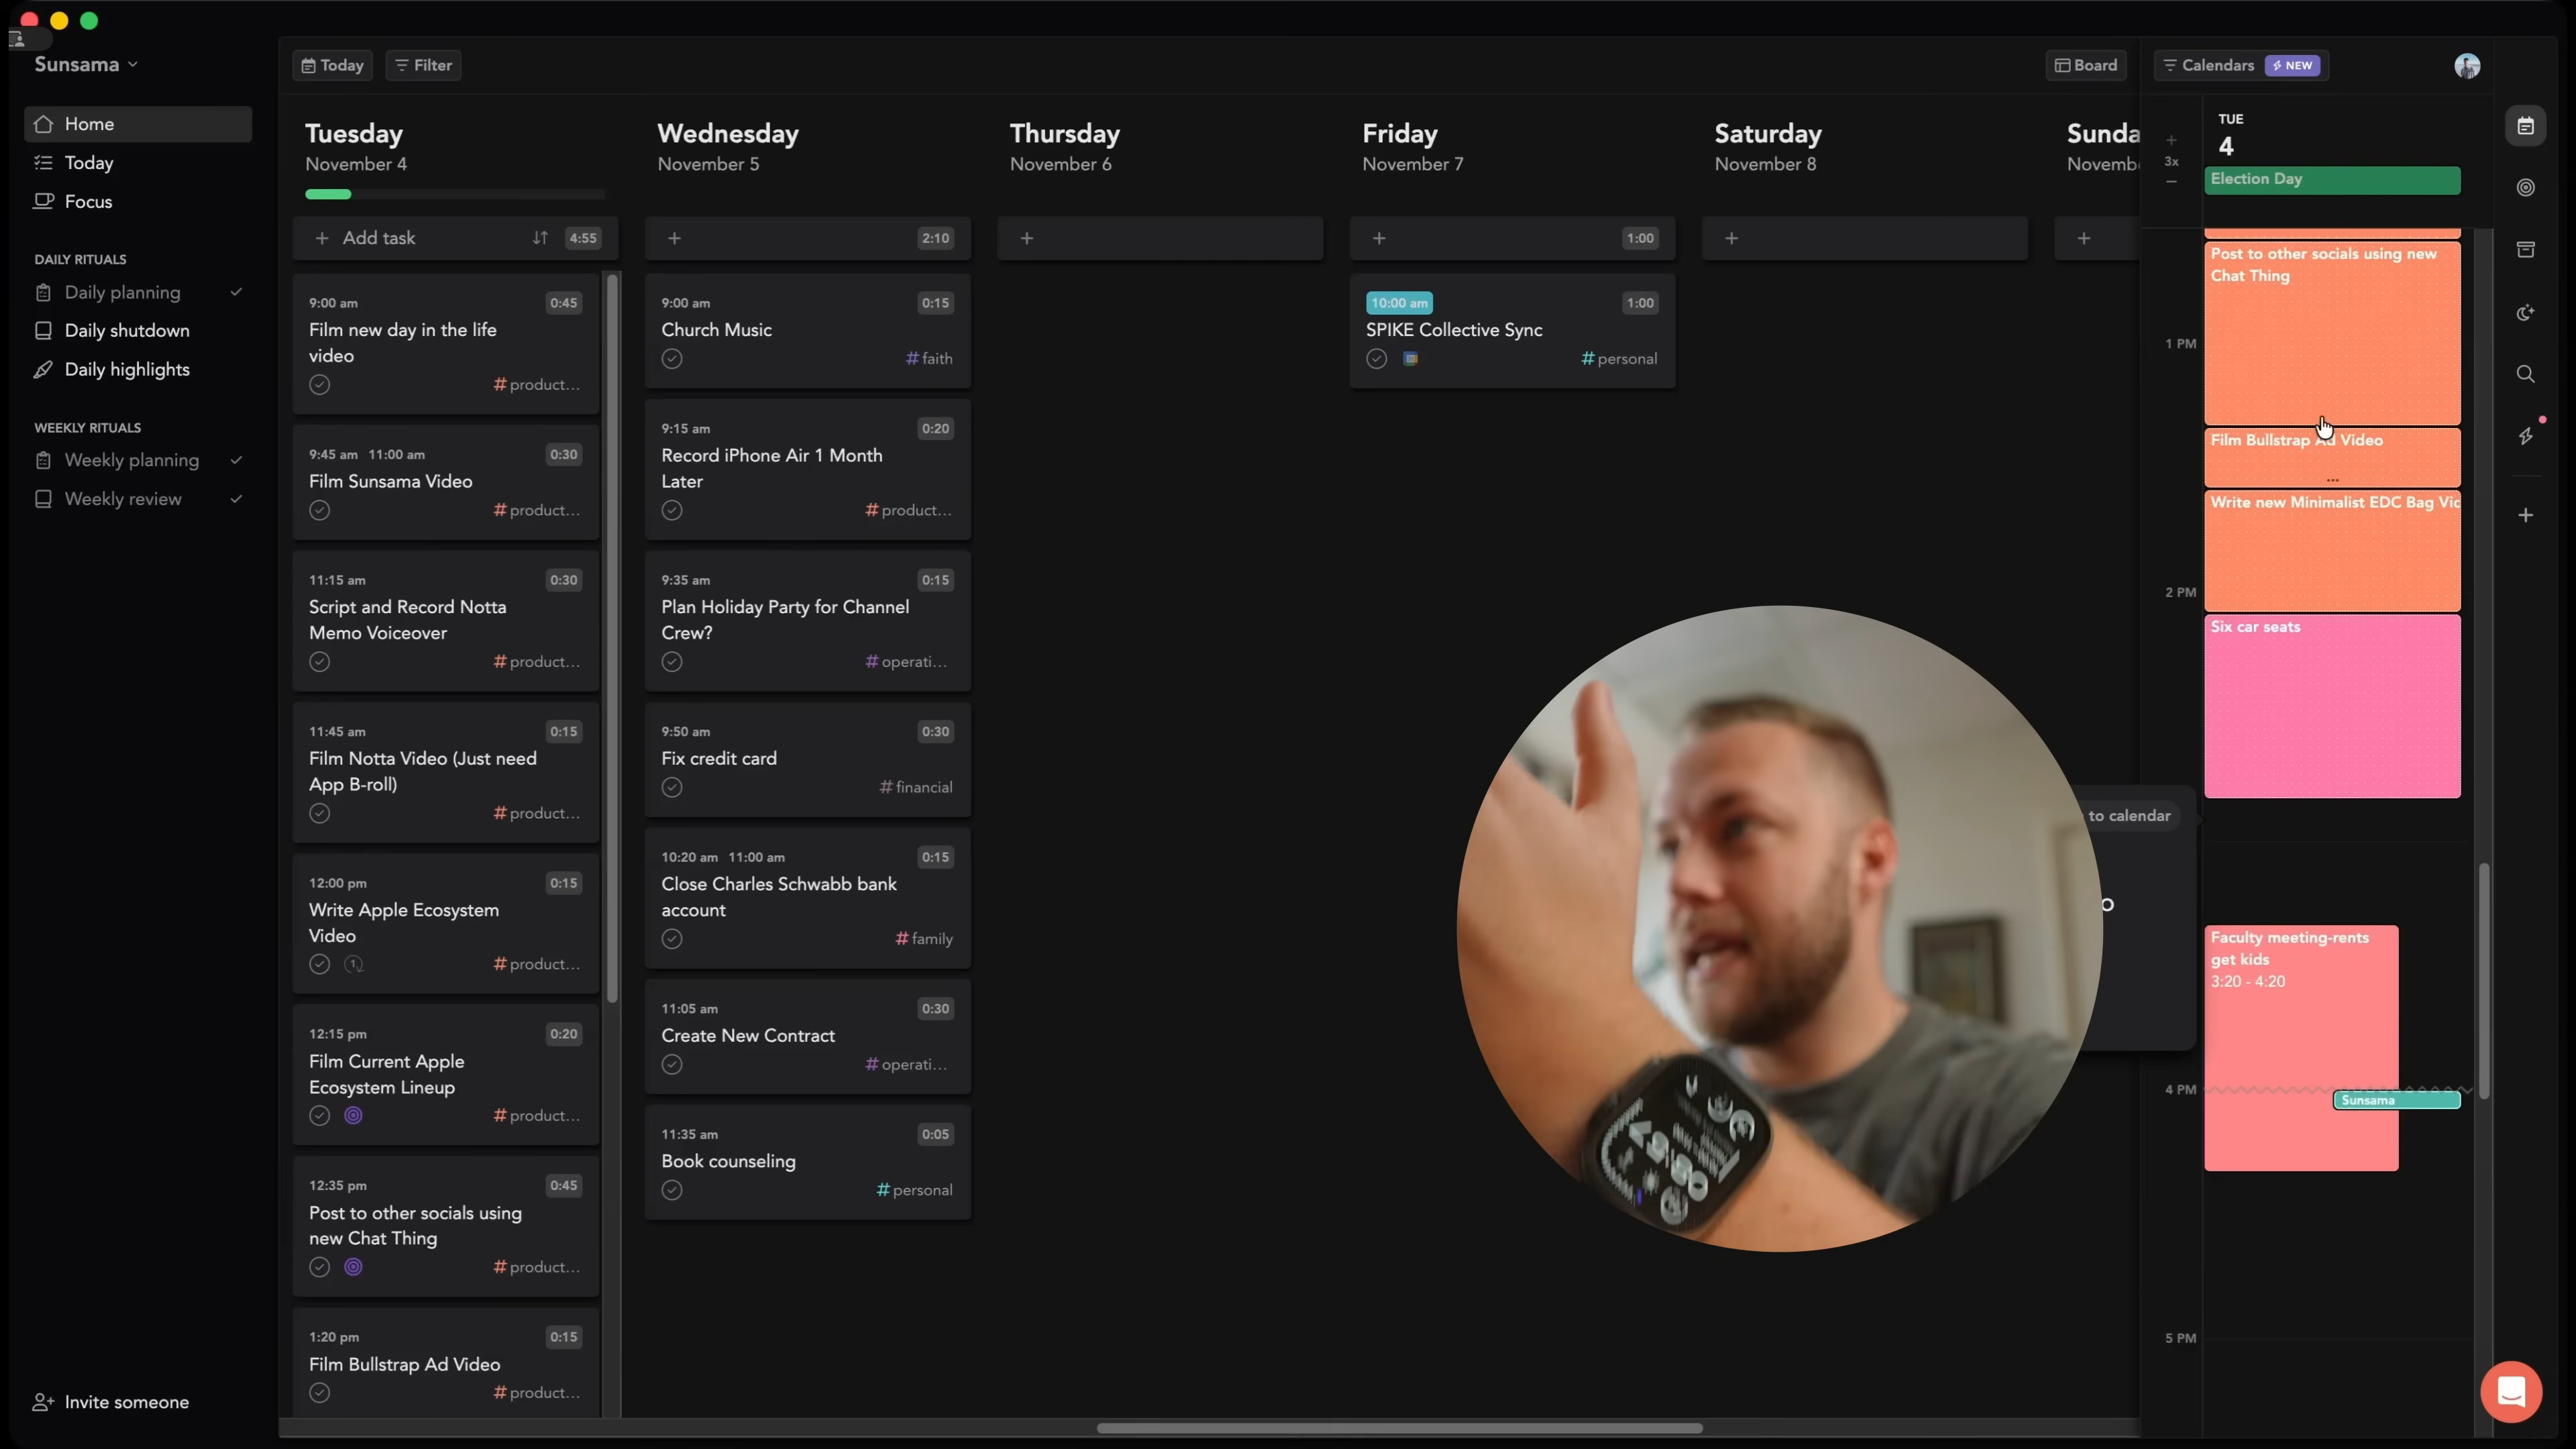 Sunsama
Home
Today
Focus
DAILY RITUALS
Daily planning
Daily shutdown
Daily highlights
WEEKLY RITUALS
Weekly planning
Weekly review
Invite someone
Today
Filter
Board
Tuesday
November 4
Add task
4:55
9:00 am
0:45
Film new day in the life
video
#product…
9:45 am 11:00 am
0:30
Film Sunsama Video
#product…
11:15 am
0:30
Script and Record Notta
Memo Voiceover
#product…
11:45 am
0:15
Film Notta Video (Just need
App B-roll)
#product…
12:00 pm
0:15
Write Apple Ecosystem
Video
1
#product…
12:15 pm
0:20
Film Current Apple
Ecosystem Lineup
#product…
12:35 pm
0:45
Post to other socials using
new Chat Thing
#product…
1:20 pm
0:15
Film Bullstrap Ad Video
#product…
Wednesday
November 5
2:10
9:00 am
0:15
Church Music
#faith
9:15 am
0:20
Record iPhone Air 1 Month
Later
#product…
9:35 am
0:15
Plan Holiday Party for Channel
Crew?
#operati…
9:50 am
0:30
Fix credit card
#financial
10:20 am 11:00 am
0:15
Close Charles Schwabb bank
account
#family
11:05 am
0:30
Create New Contract
#operati…
11:35 am
0:05
Book counseling
#personal
Thursday
November 6
Friday
November 7
1:00
10:00 am
1:00
SPIKE Collective Sync
#personal
Saturday
November 8
Sunda
Novemb
to calendar
o
Calendars
NEW
TUE
4
3x
Election Day
Post to other socials using new
Chat Thing
1 PM
Film Bullstrap Ad Video
...
Write new Minimalist EDC Bag Vid
2 PM
Six car seats
Faculty meeting-rents
get kids
3:20 - 4:20
4 PM
Sunsama
5 PM